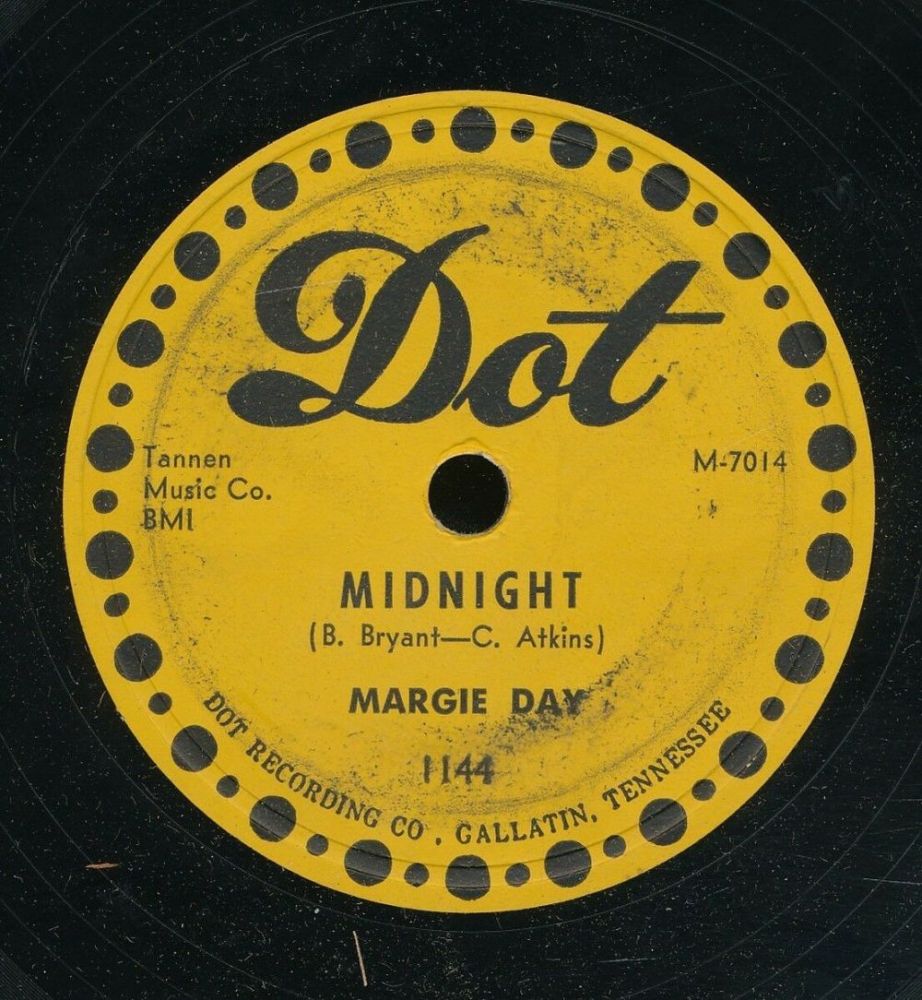 Dot
Tannen
Music Co.
BMI
M-7014
MIDNIGHT
(B. Bryant—C. Atkins)
MARGIE DAY
1144
DOT RECORDING CO., GALLATIN, TENNESSEE